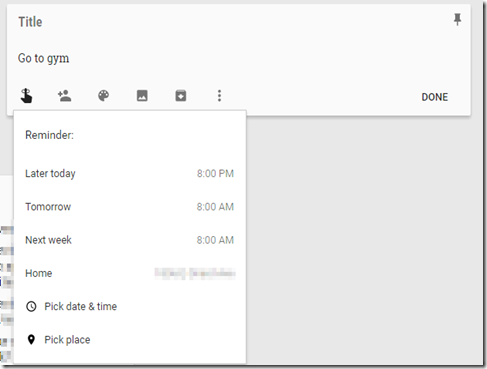 Title
Go to gym
DONE
Reminder:
Later today 8:00 PM
Tomorrow 8:00 AM
Next week 8:00 AM
Home
Pick date & time
Pick place